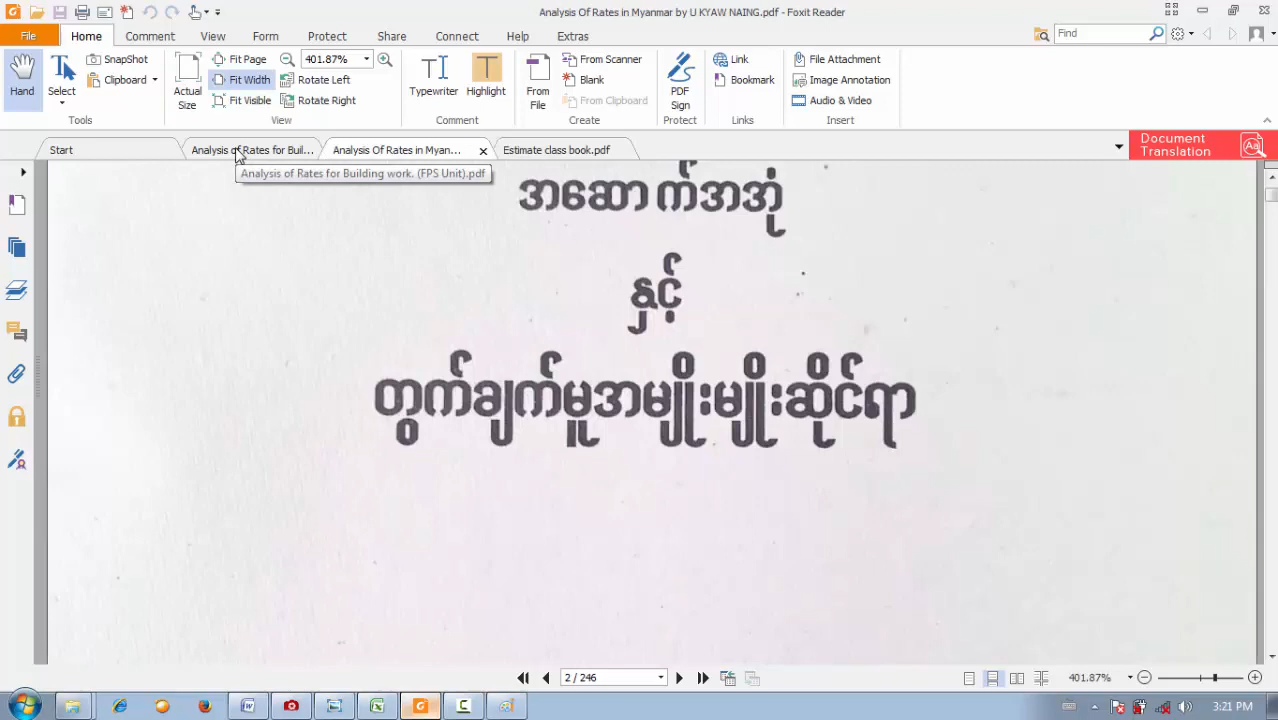 Analysis Of Rates in Myanmar by U KYAW NAING.pdf - Foxit Reader
File Home Comment View Form Protect Share Connect Help Extras
Find
Hand
Select
SnapShot
Clipboard
Tools
Actual Size
Fit Page
Fit Width
Fit Visible
401.87%
Rotate Left
Rotate Right
View
Typewriter
Highlight
Comment
From File
From Scanner
Blank
From Clipboard
Create
PDF Sign
Protect
Link
Bookmark
Links
File Attachment
Image Annotation
Audio & Video
Insert
Start
Analysis of Rates for Buil...
Analysis Of Rates in Myan...
Estimate class book.pdf
Document Translation
Analysis of Rates for Building work. (FPS Unit).pdf
အဆောက်အအုံ
နှင့်
တွက်ချက်မူအမျိုးမျိုးဆိုင်ရာ
2 / 246
401.87%
3:21 PM